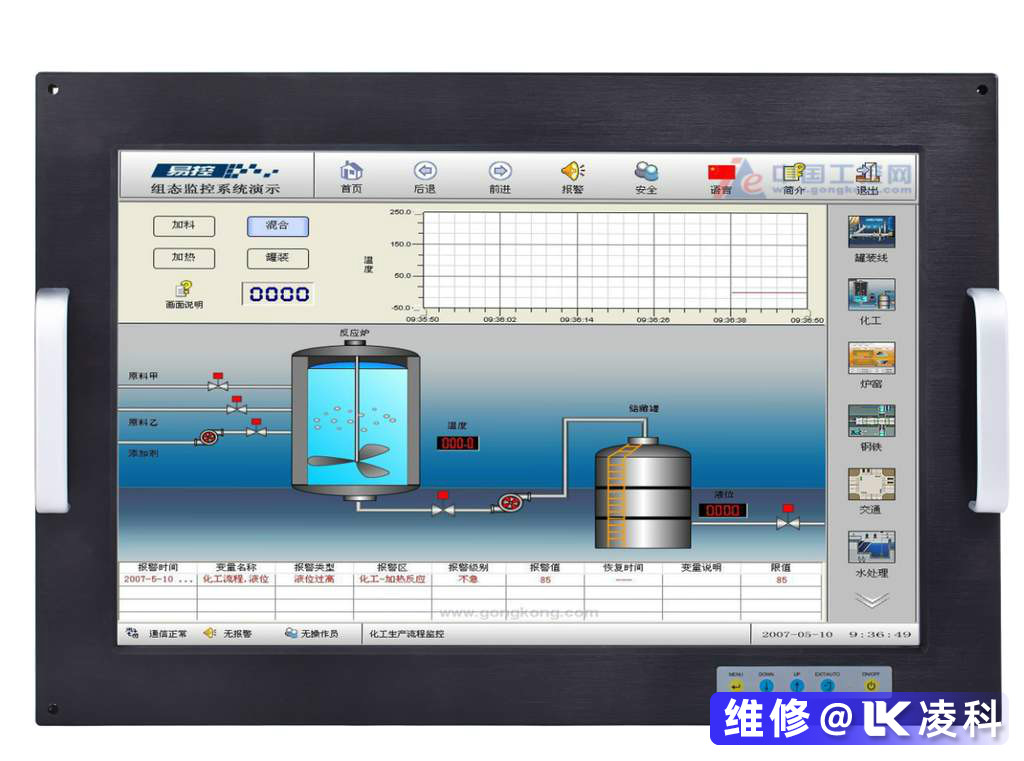 易控
组态监控系统演示
首页
后退
前进
报警
安全
语言
简介
退出
中国工控网
www.gongkong.com
加料
混合
加热
罐装
画面说明
0000
温度
250.0
150.0
50.0
-50.0
09:35:50
09:36:02
09:36:14
09:36:26
09:36:38
09:36:50
灌装线
化工
炉窑
钢铁
交通
水处理
反应炉
原料甲
原料乙
添加剂
温度
000.0
储藏罐
液位
0000
报警时间 变量名称 报警类型 报警区 报警级别 报警值 恢复时间 变量说明 限值
2007-5-10 ... 化工流程.液位 液位过高 化工-加热反应 不急 85 ---- 85
www.gongkong.com
通信正常 无报警 无操作员 化工生产流程监控 2007-05-10 9:36:49
MENU DOWN UP EXIT/AUTO ON/OFF
维修@LK凌科